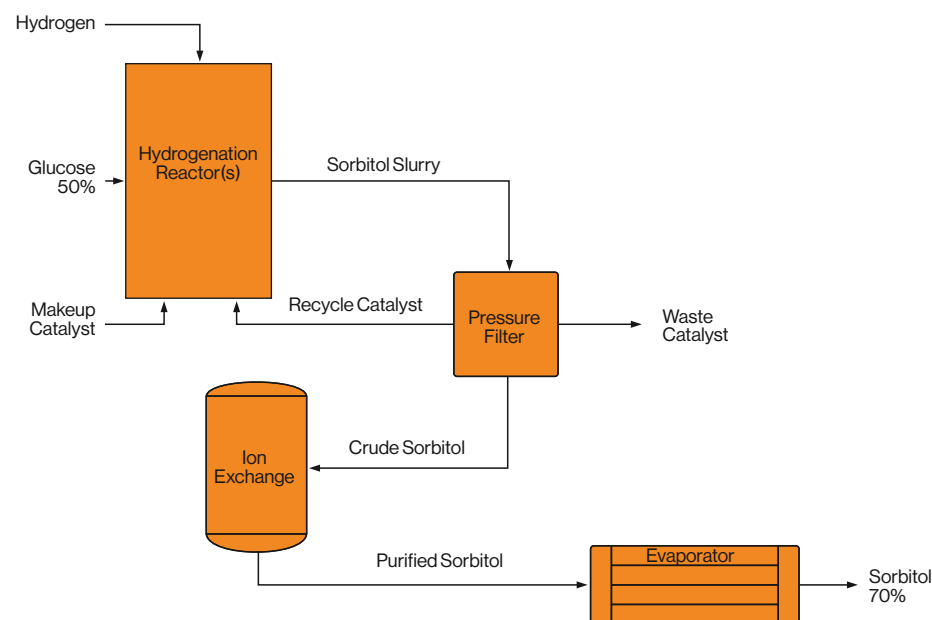 Hydrogen
Hydrogenation
Reactor(s)
Glucose
50%
Sorbitol Slurry
Makeup
Catalyst
Recycle Catalyst
Pressure
Filter
Waste
Catalyst
Ion
Exchange
Crude Sorbitol
Purified Sorbitol
Evaporator
Sorbitol
70%